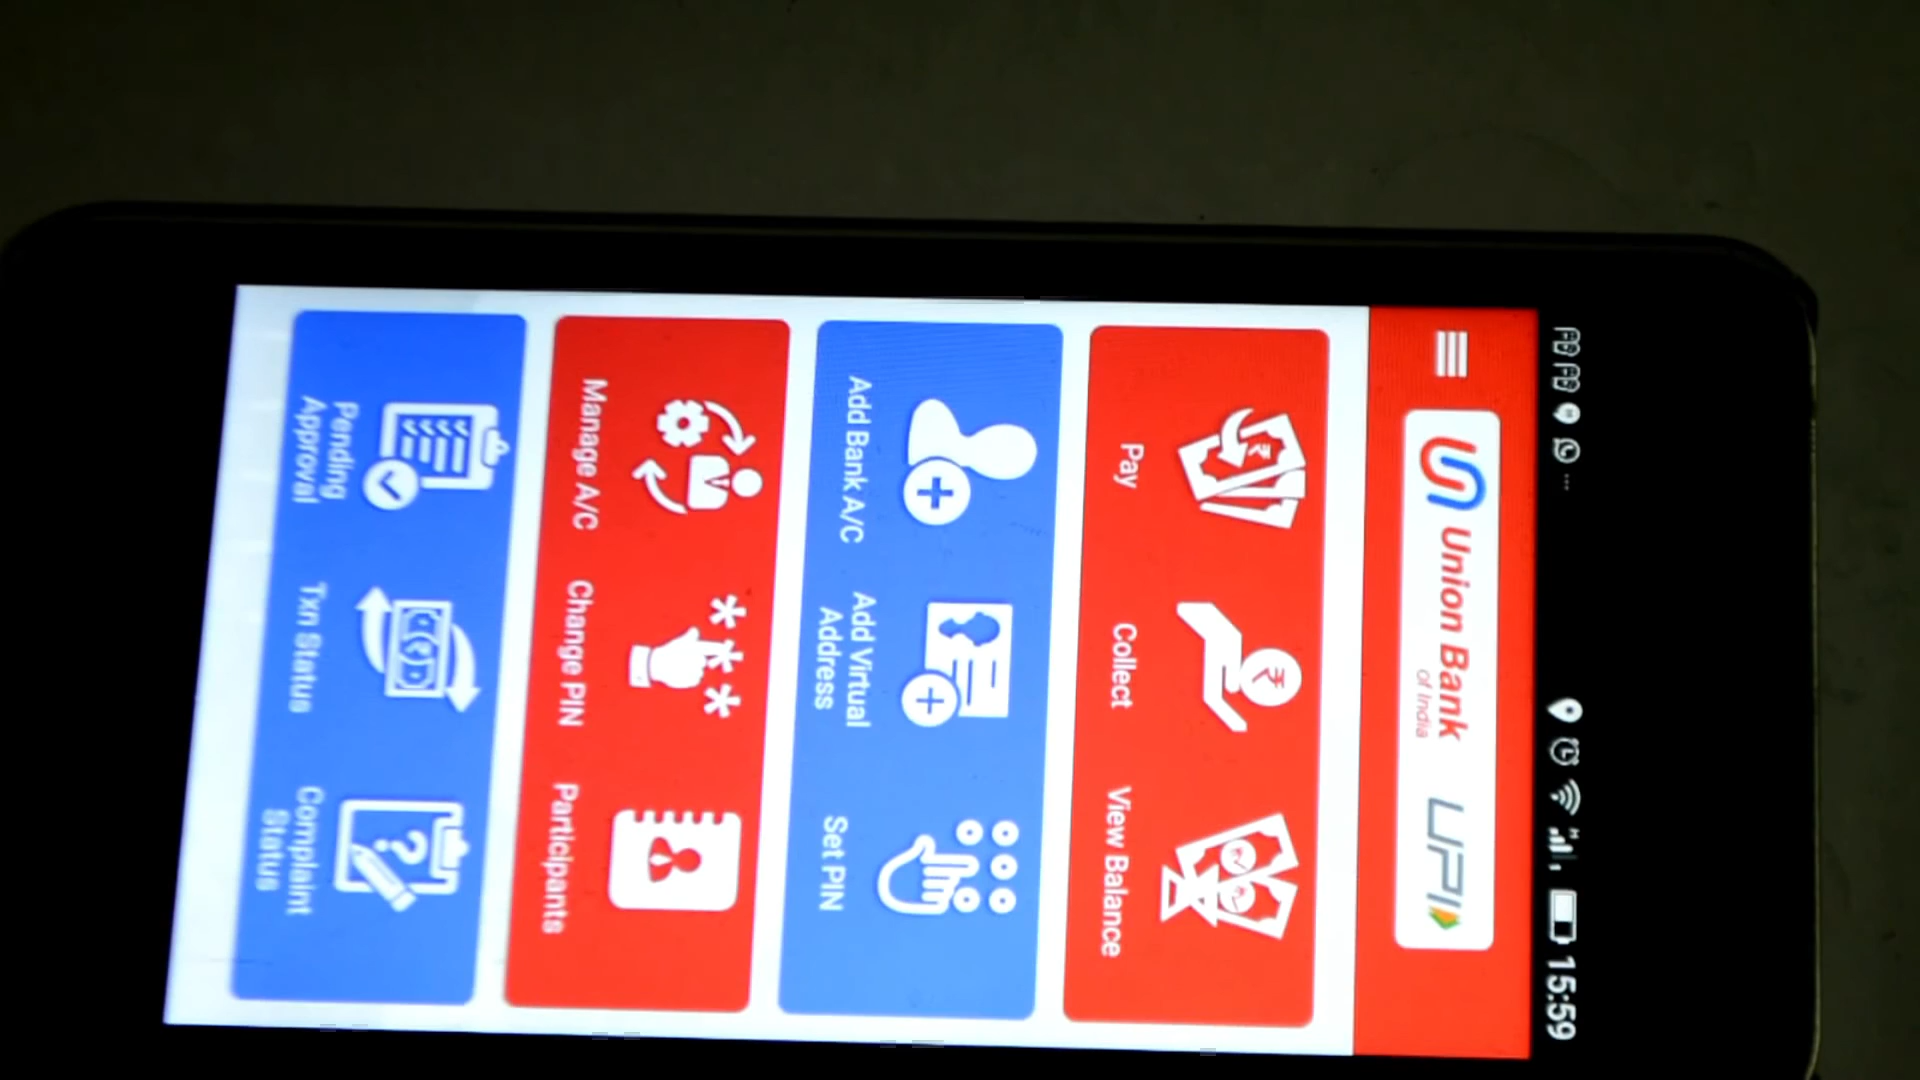 15:59
Union Bank
of India
UPI
Pay
Collect
View Balance
Add Bank A/C
Add Virtual
Address
Set PIN
Manage A/C
Change PIN
Participants
Pending
Approval
Txn Status
Complaint
Status